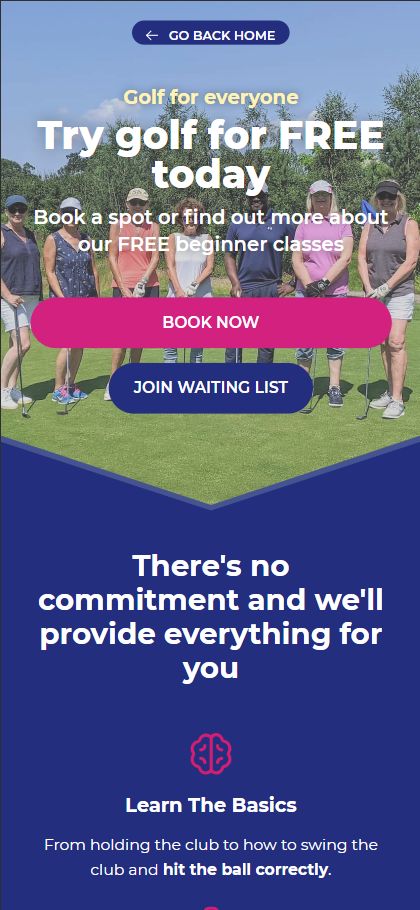 GO BACK HOME
Golf for everyone
Try golf for FREE
today
Book a spot or find out more about
our FREE beginner classes
BOOK NOW
JOIN WAITING LIST
There's no
commitment and we'll
provide everything for
you
Learn The Basics
From holding the club to how to swing the
club and hit the ball correctly.